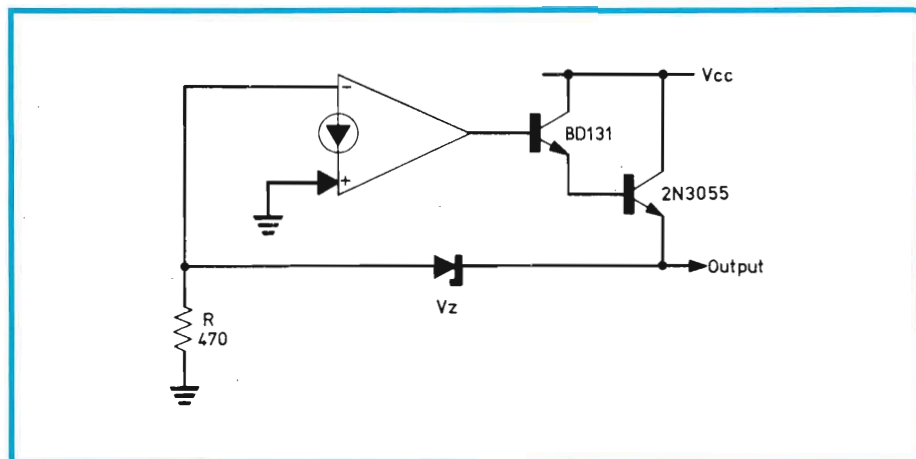 Vcc
−
BD131
+
2N3055
Output
Vz
R
470